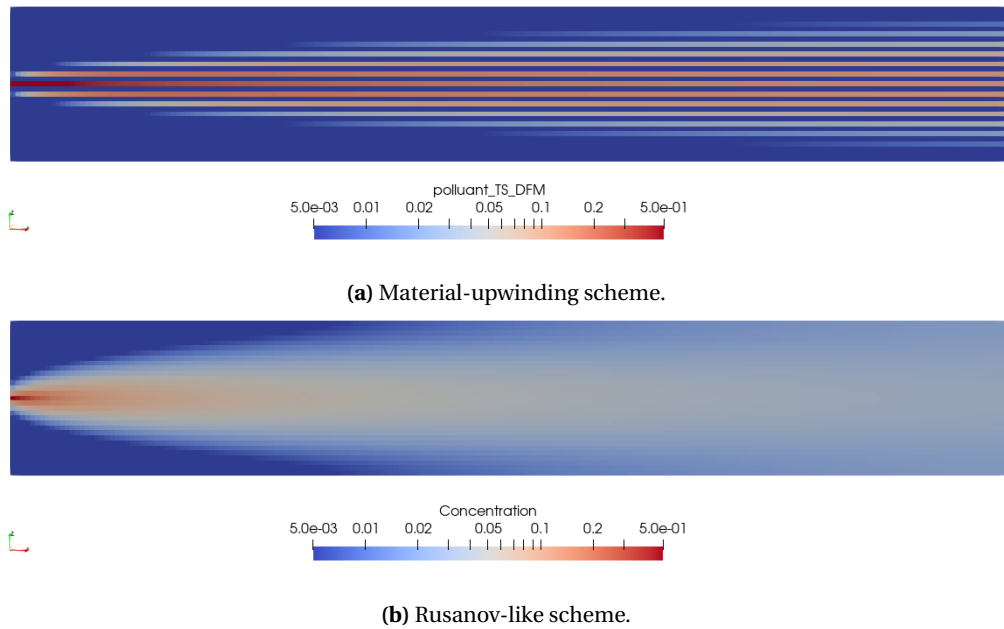 polluant_TS_DFM
5.0e-03 0.01 0.02 0.05 0.1 0.2 5.0e-01
(a) Material-upwinding scheme.
Concentration
5.0e-03 0.01 0.02 0.05 0.1 0.2 5.0e-01
(b) Rusanov-like scheme.